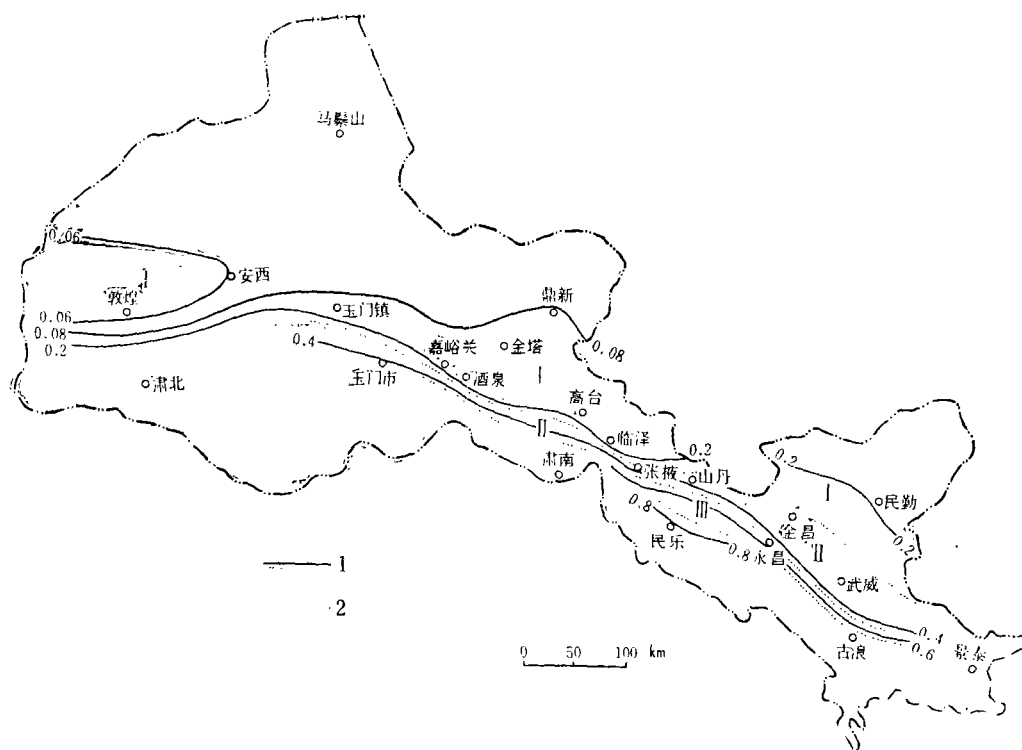 马鬃山
0.06
安西
敦煌
I
0.06
0.08
0.2
玉门镇
鼎新
0.4
嘉峪关
金塔
0.08
玉门市
酒泉
I
肃北
高台
II
临泽
0.2
肃南
张掖
山丹
0.2
I
民勤
0.8
III
金昌
民乐
0.8
永昌
II
0.2
武威
1
2
0.4
0.6
古浪
景泰
0 50 100 km